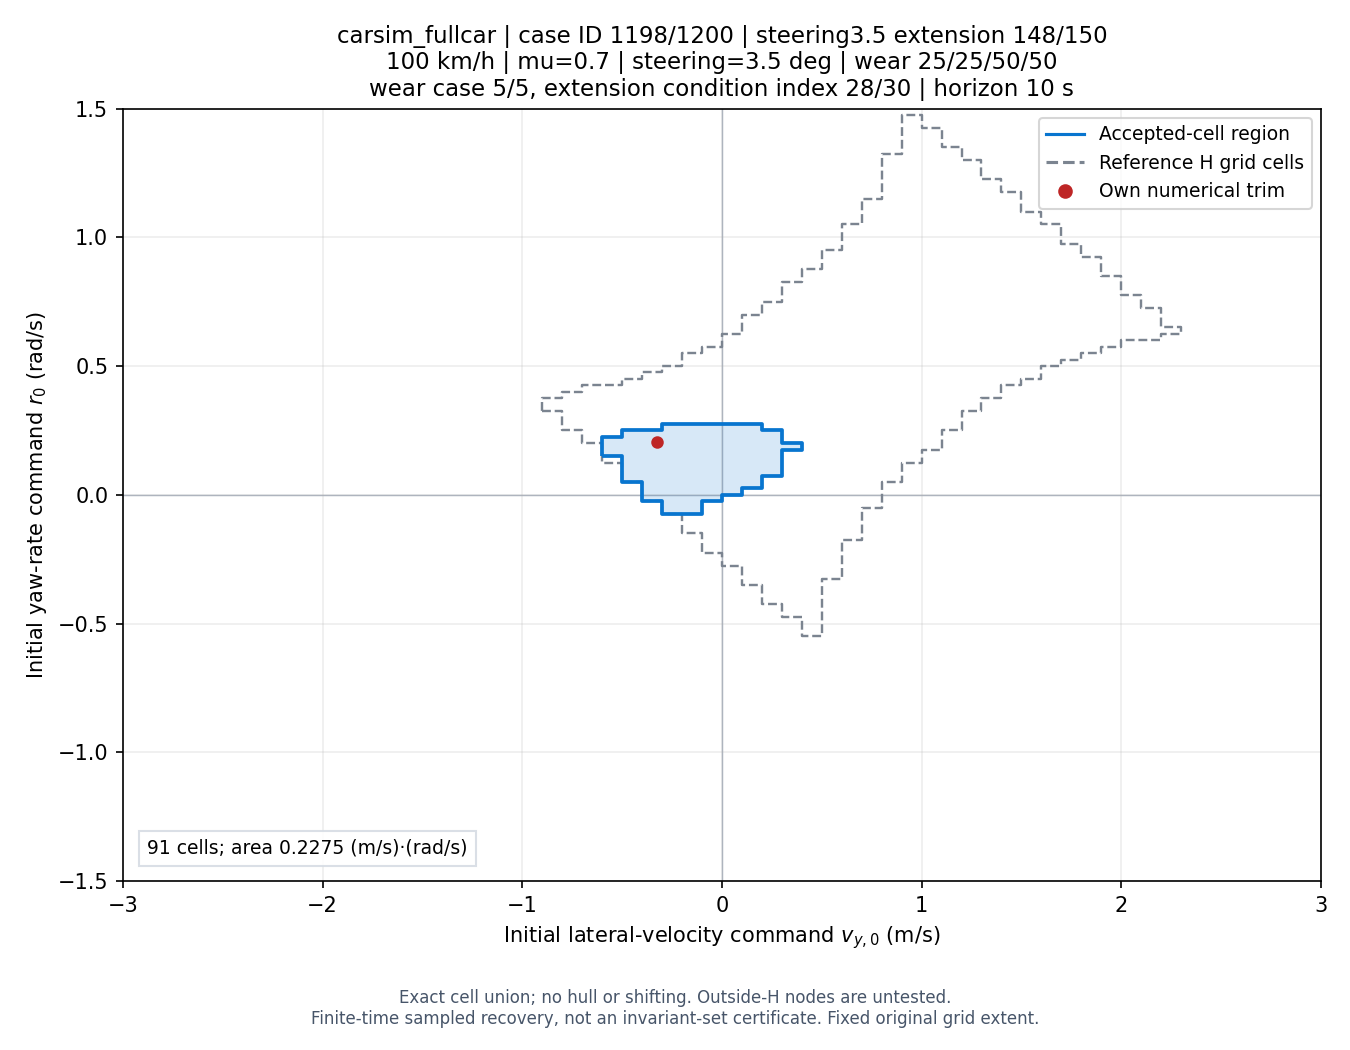 carsim_fullcar | case ID 1198/1200 | steering3.5 extension 148/150
100 km/h | mu=0.7 | steering=3.5 deg | wear 25/25/50/50
wear case 5/5, extension condition index 28/30 | horizon 10 s
Accepted-cell region
Reference H grid cells
Own numerical trim
1.5
1.0
0.5
0.0
−0.5
−1.0
−1.5
Initial yaw-rate command r₀ (rad/s)
91 cells; area 0.2275 (m/s)·(rad/s)
−3
−2
−1
0
1
2
3
Initial lateral-velocity command v_{y,0} (m/s)
Exact cell union; no hull or shifting. Outside-H nodes are untested.
Finite-time sampled recovery, not an invariant-set certificate. Fixed original grid extent.